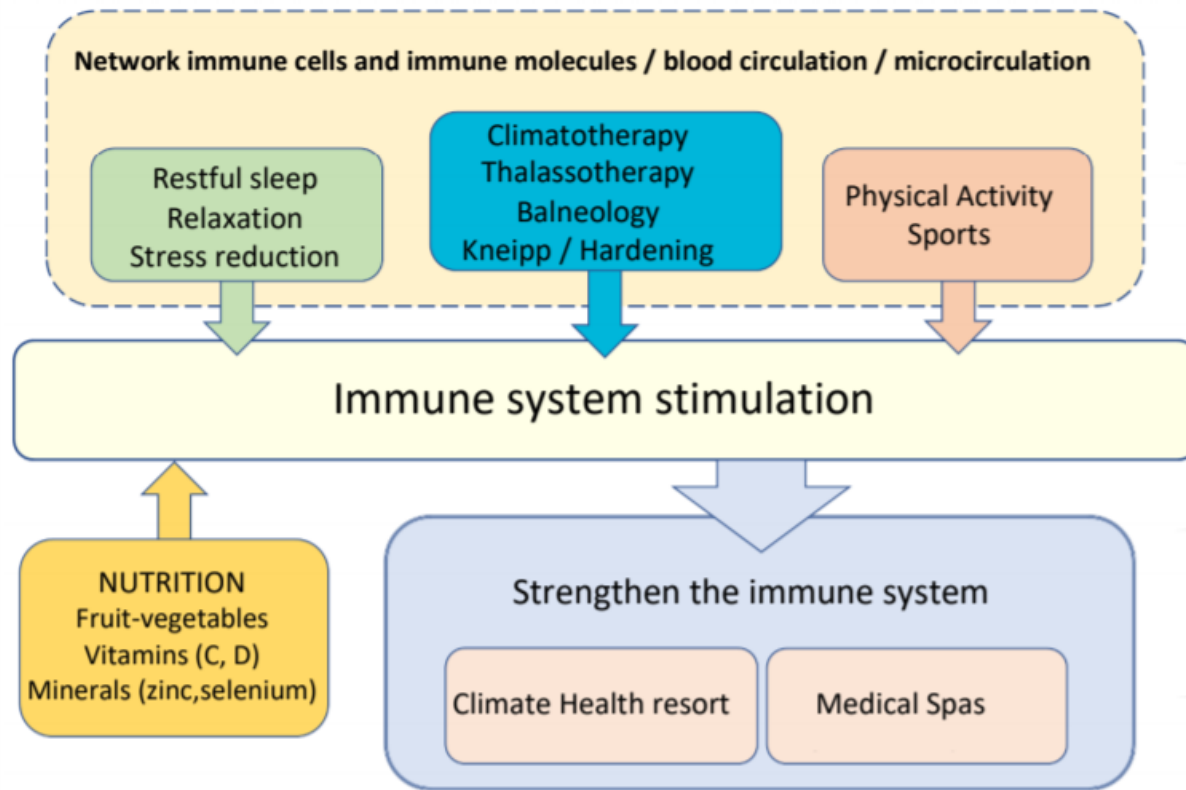 Network immune cells and immune molecules / blood circulation / microcirculation
Restful sleep
Relaxation
Stress reduction
Climatotherapy
Thalassotherapy
Balneology
Kneipp / Hardening
Physical Activity
Sports
Immune system stimulation
NUTRITION
Fruit-vegetables
Vitamins (C, D)
Minerals (zinc,selenium)
Strengthen the immune system
Climate Health resort
Medical Spas